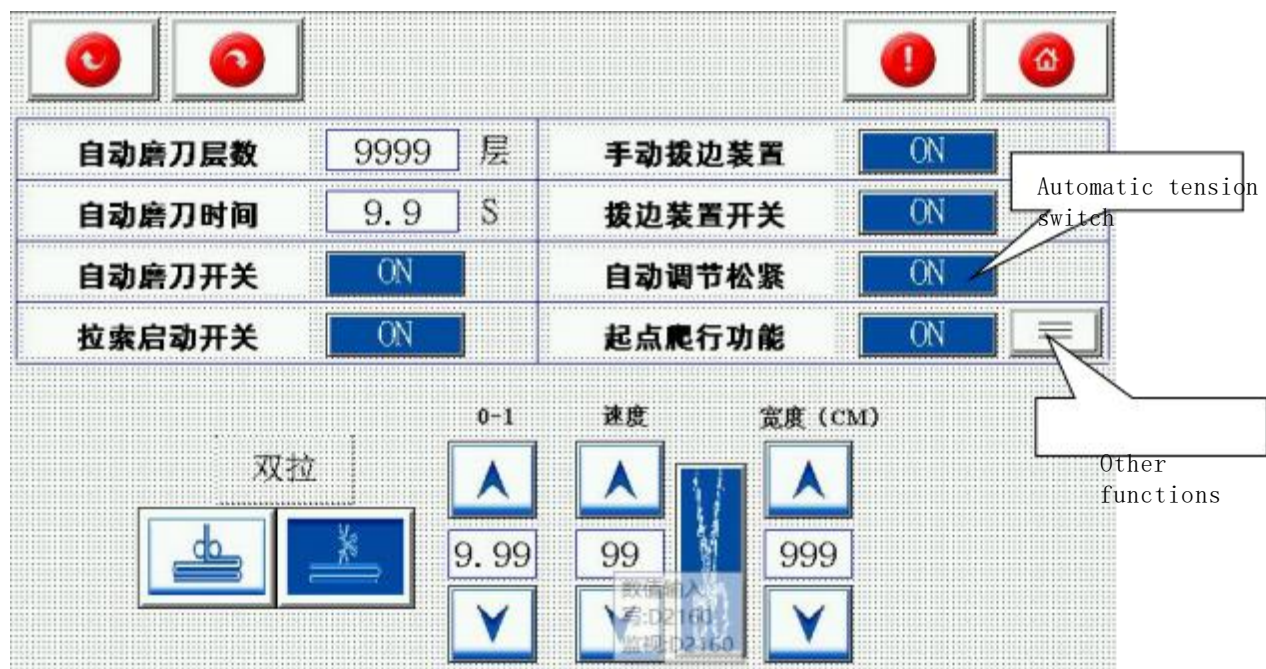 自动磨刀层数 9999 层 手动拨边装置 ON
自动磨刀时间 9.9 S 拨边装置开关 ON
自动磨刀开关 ON 自动调节松紧 ON
拉索启动开关 ON 起点爬行功能 ON
Automatic tension
switch
Other
functions
0-1 速度 宽度 (CM)
双拉
9.99 99 999
数值输入
写:D2160
监视:D2160